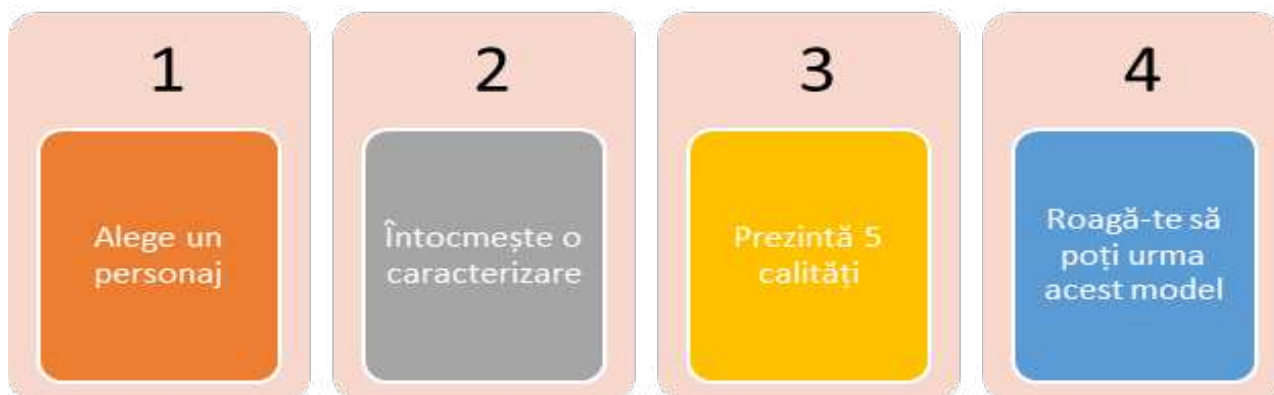 1
Alege un
personaj
2
Întocmește o
caracterizare
3
Prezintă 5
calități
4
Roagă-te să
poți urma
acest model